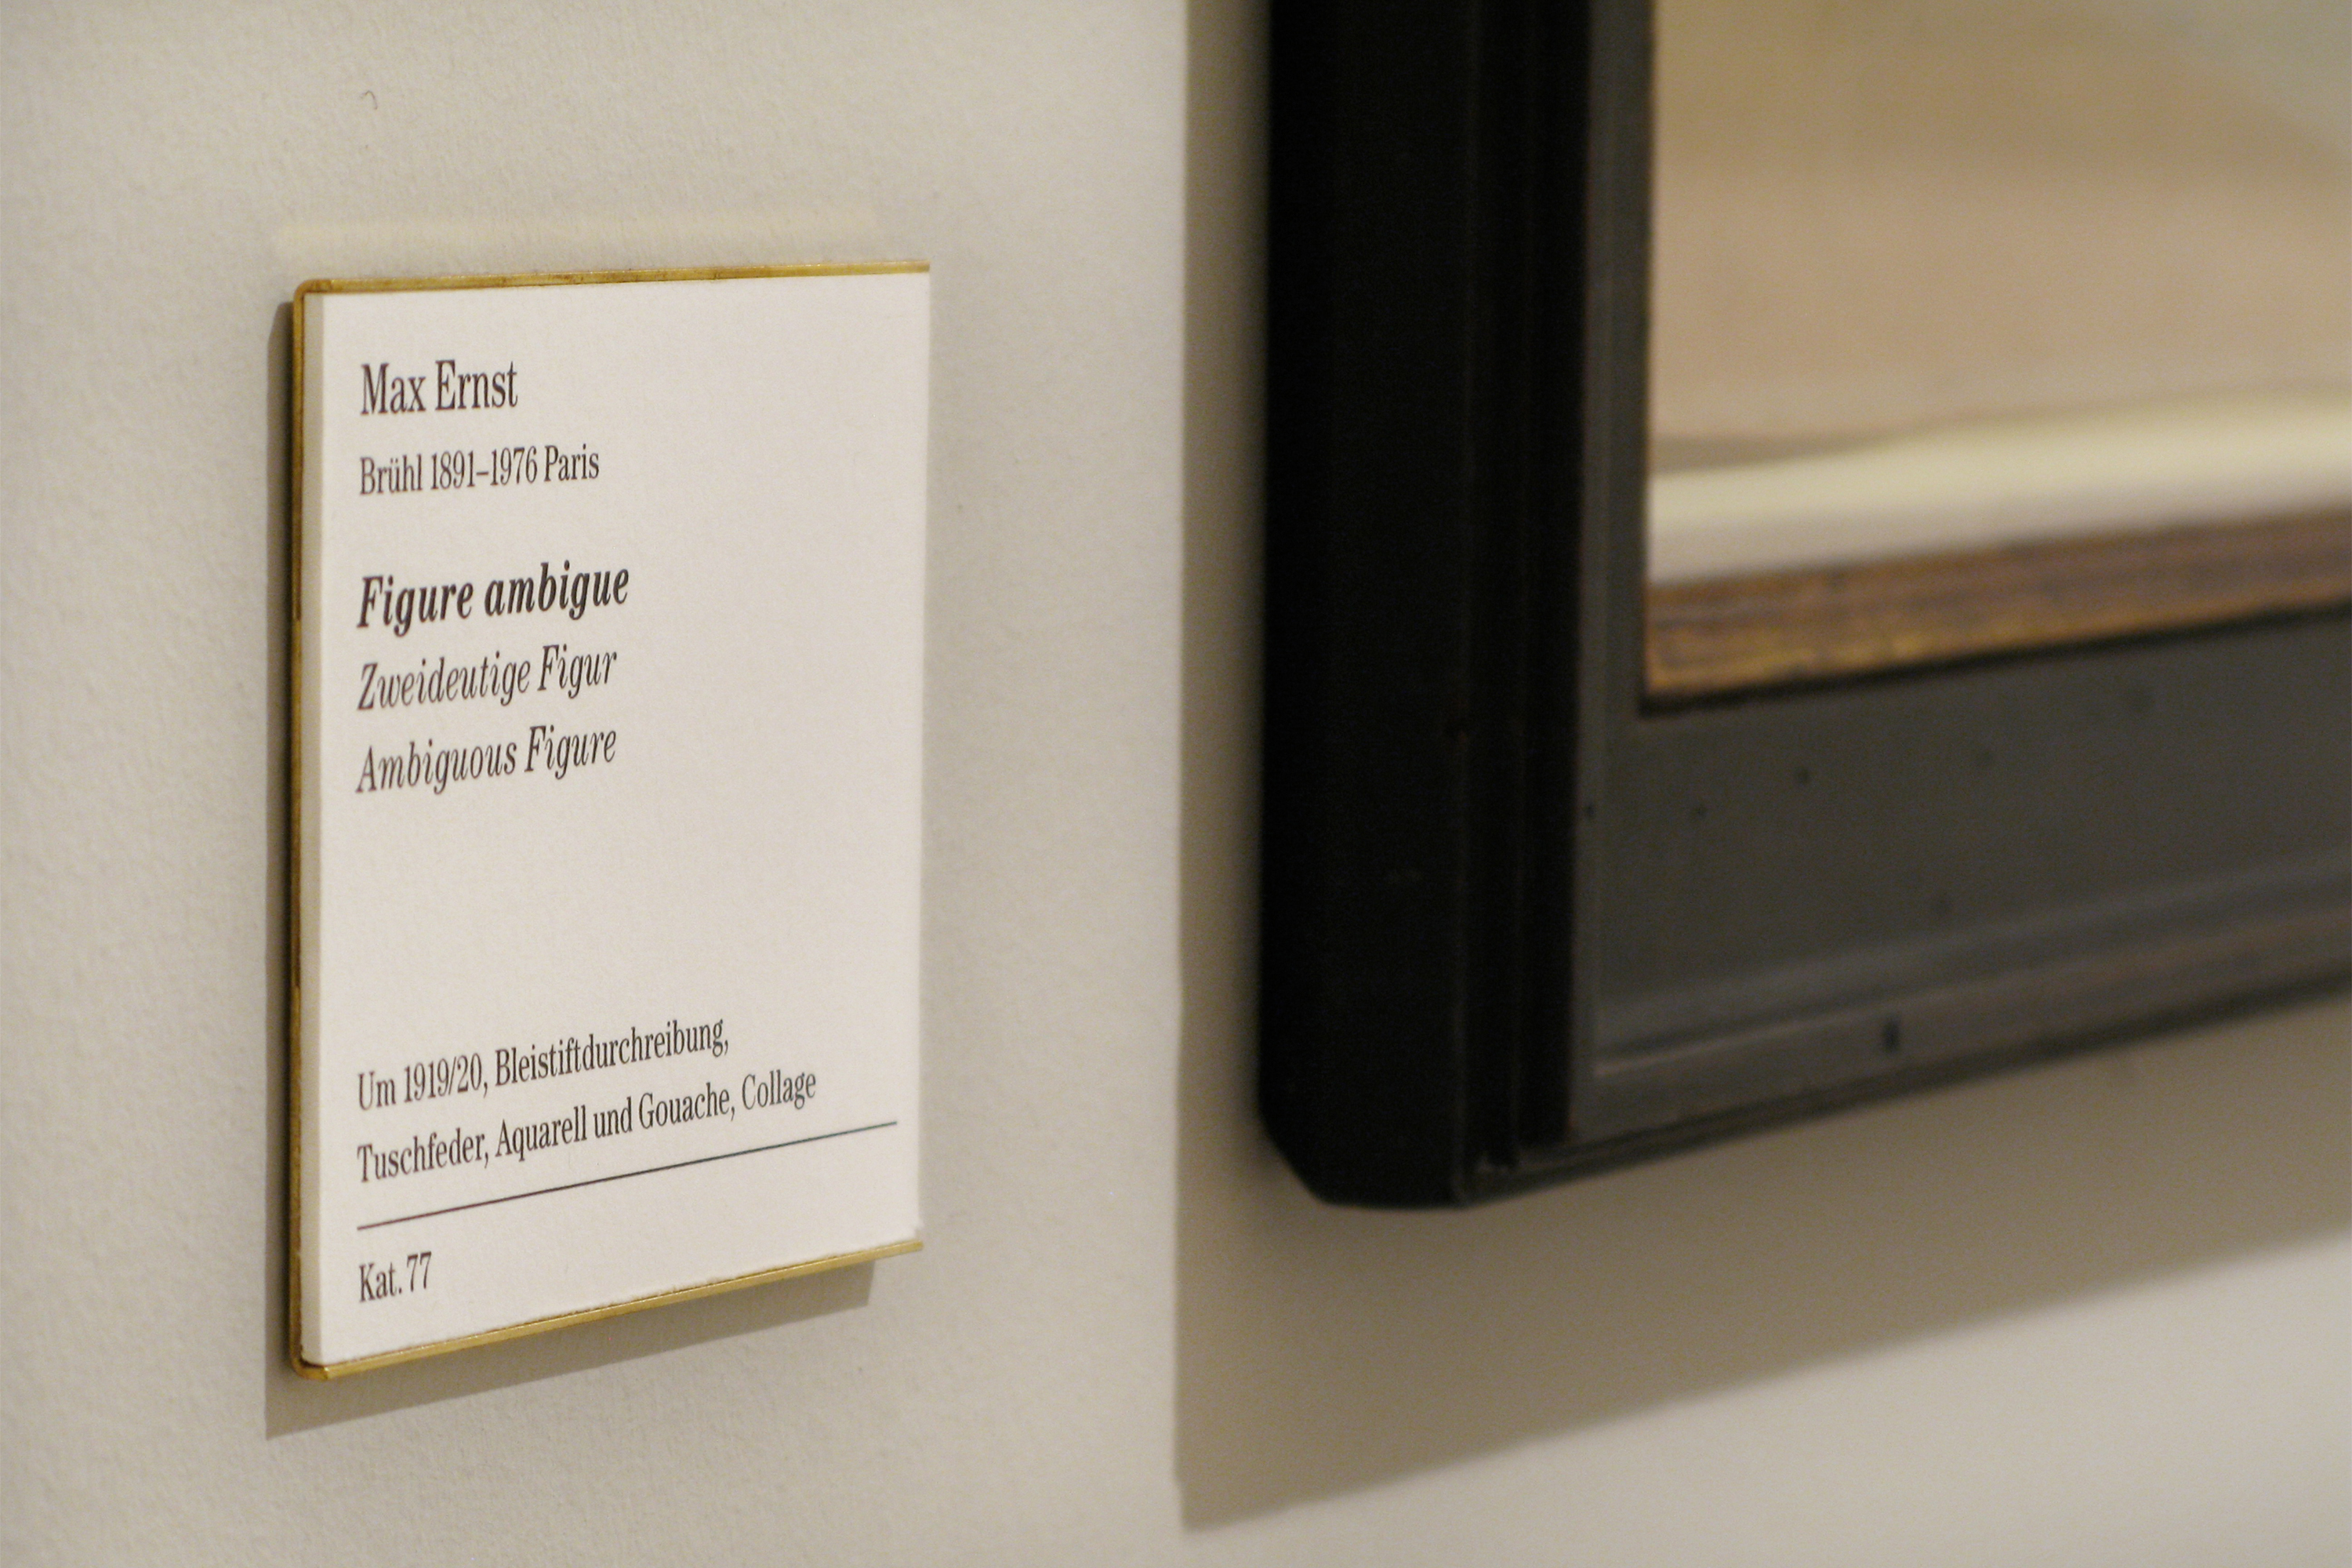 Max Ernst
Brühl 1891–1976 Paris
Figure ambigue
Zweideutige Figur
Ambiguous Figure
Um 1919/20, Bleistiftdurchreibung,
Tuschfeder, Aquarell und Gouache, Collage
Kat. 77